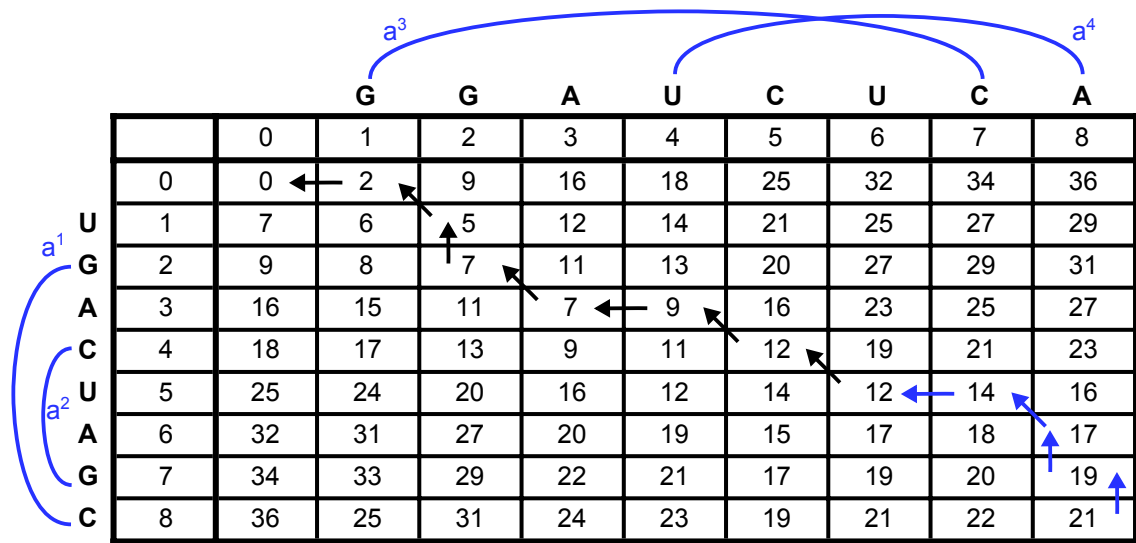 a³ a⁴
G G A U C U C A
0 1 2 3 4 5 6 7 8
0 0 2 9 16 18 25 32 34 36
U 1 7 6 5 12 14 21 25 27 29
a¹
G 2 9 8 7 11 13 20 27 29 31
A 3 16 15 11 7 9 16 23 25 27
C 4 18 17 13 9 11 12 19 21 23
U 5 25 24 20 16 12 14 12 14 16
a²
A 6 32 31 27 20 19 15 17 18 17
G 7 34 33 29 22 21 17 19 20 19
C 8 36 25 31 24 23 19 21 22 21